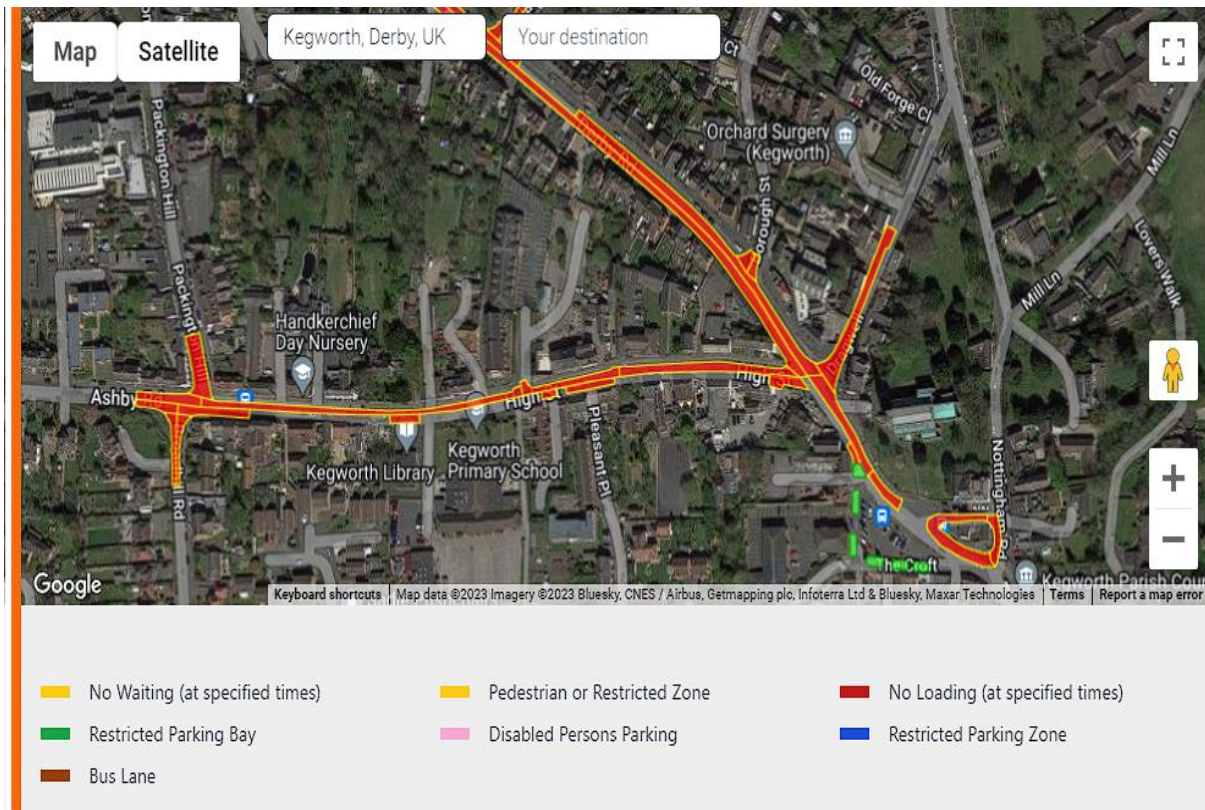 Map
Satellite
Kegworth, Derby, UK
Your destination
Ct
Old Forge Cl
Orchard Surgery
(Kegworth)
Mill Ln
Packington Hill
Lovers Walk
Mill Ln
Handkerchief
Day Nursery
Ashby
High St
Kegworth Library
Kegworth
Primary School
Pleasant Pl
Nottingham Rd
The Croft
Kegworth Parish Cou
Google
Keyboard shortcuts
Map data ©2023 Imagery ©2023 Bluesky, CNES / Airbus, Getmapping plc, Infoterra Ltd & Bluesky, Maxar Technologies
Terms
Report a map error
No Waiting (at specified times)
Pedestrian or Restricted Zone
No Loading (at specified times)
Restricted Parking Bay
Disabled Persons Parking
Restricted Parking Zone
Bus Lane